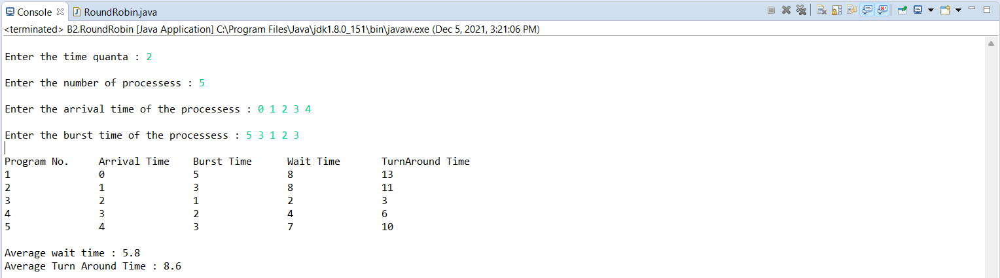 Console RoundRobin.java
<terminated> B2.RoundRobin [Java Application] C:\Program Files\Java\jdk1.8.0_151\bin\javaw.exe (Dec 5, 2021, 3:21:06 PM)
Enter the time quanta : 2
Enter the number of processess : 5
Enter the arrival time of the processess : 0 1 2 3 4
Enter the burst time of the processess : 5 3 1 2 3
Program No. Arrival Time Burst Time Wait Time TurnAround Time
1 0 5 8 13
2 1 3 8 11
3 2 1 2 3
4 3 2 4 6
5 4 3 7 10
Average wait time : 5.8
Average Turn Around Time : 8.6